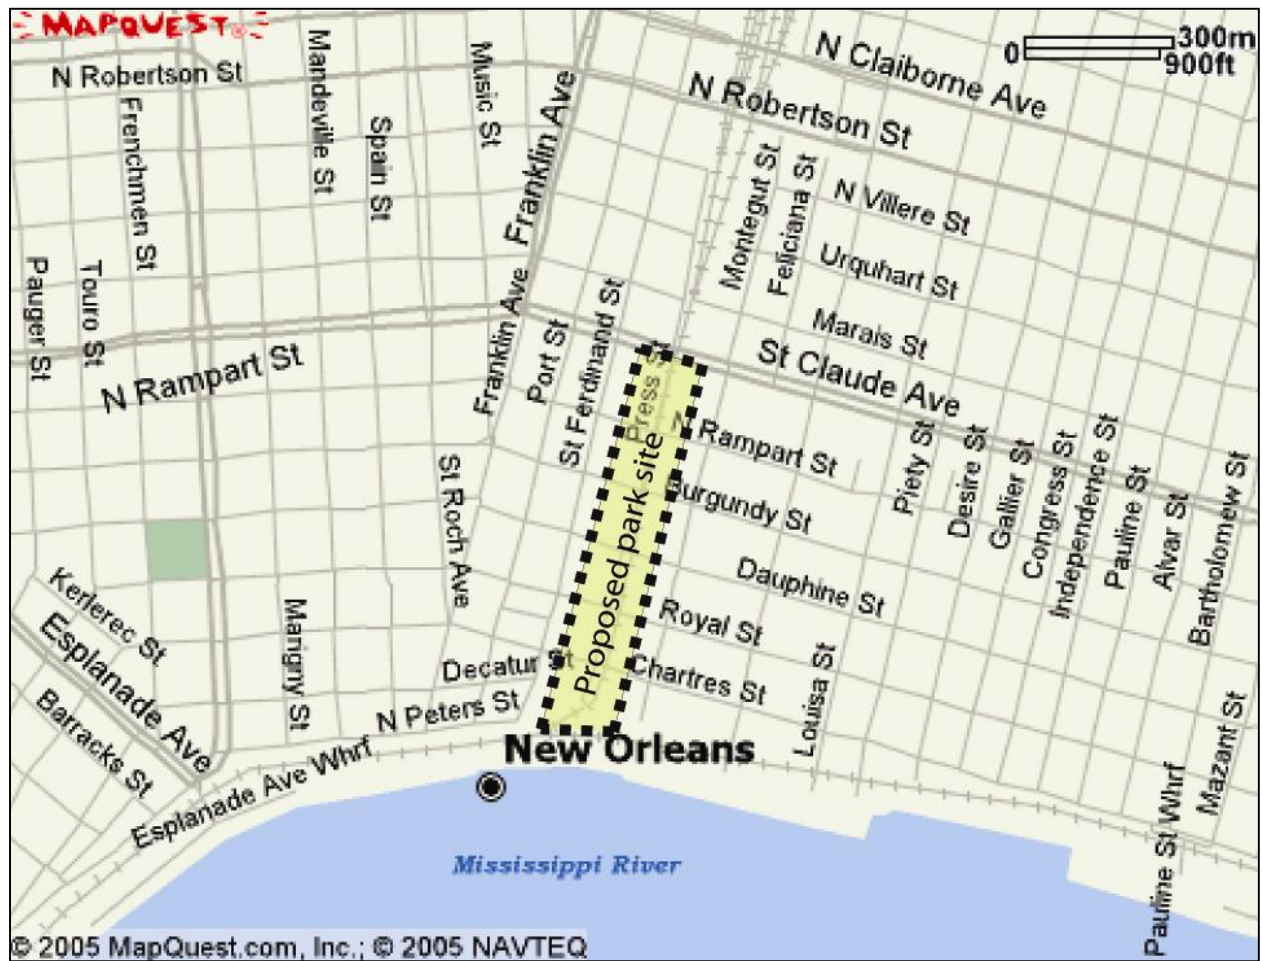 MAPQUEST
300m
0
900ft
N Robertson St
N Claiborne Ave
N Robertson St
Frenchmen St
Mandeville St
Spain St
Music St
Franklin Ave
Montegut St
Feliciana St
N Villere St
Urquhart St
Marais St
St Claude Ave
Pauger St
Touro St
N Rampart St
Franklin Ave
Port St
St Ferdinand St
Press St
N Rampart St
Burgundy St
Proposed park site
Piety St
Desire St
Gallier St
Congress St
Independence St
Pauline St
Alvar St
Bartholomew St
St Roch Ave
Dauphine St
Royal St
Chartres St
Kerlerec St
Esplanade Ave
Barracks St
Marigny St
Decatur St
N Peters St
Louisa St
Mazant St
Esplanade Ave Whrf
New Orleans
Pauline St Whrf
Mississippi River
© 2005 MapQuest.com, Inc.; © 2005 NAVTEQ